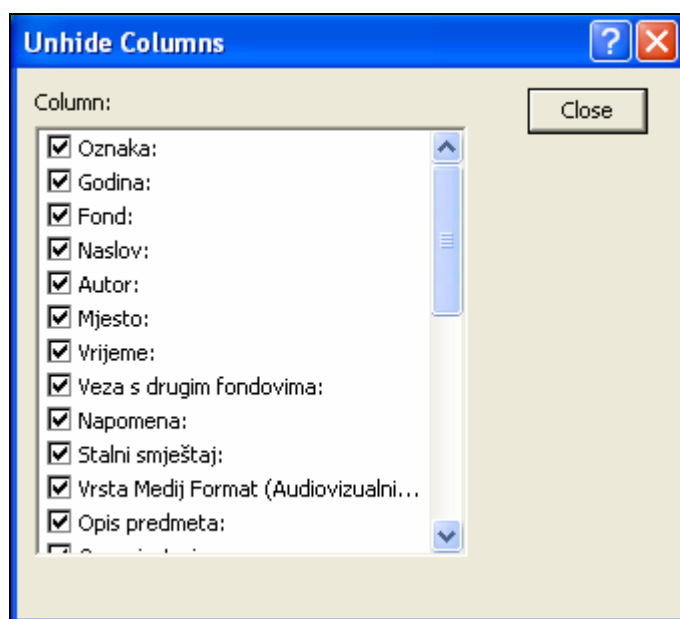 Unhide Columns
Column:
Close
Oznaka:
Godina:
Fond:
Naslov:
Autor:
Mjesto:
Vrijeme:
Veza s drugim fondovima:
Napomena:
Stalni smještaj:
Vrsta Medij Format (Audiovizualni...
Opis predmeta: